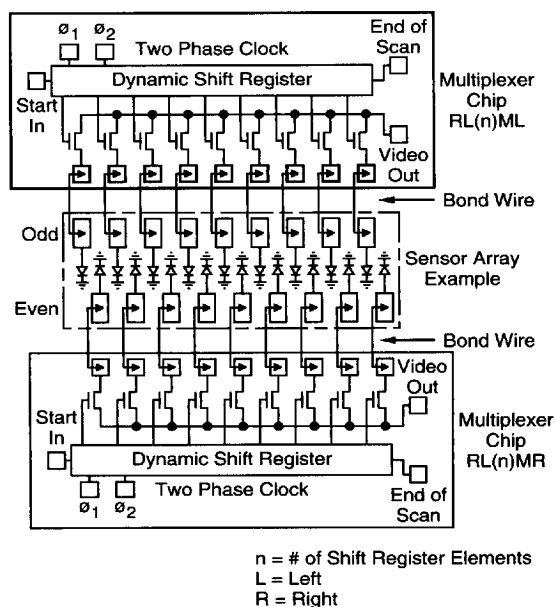 ø1 ø2 Two Phase Clock
End of
Scan
Dynamic Shift Register
Start
In
Multiplexer
Chip
RL(n)ML
Video
Out
Bond Wire
Odd
Sensor Array
Example
Even
Bond Wire
Video
Out
Start
In
Multiplexer
Chip
RL(n)MR
Dynamic Shift Register
ø1 ø2 Two Phase Clock
End of
Scan
n = # of Shift Register Elements
L = Left
R = Right